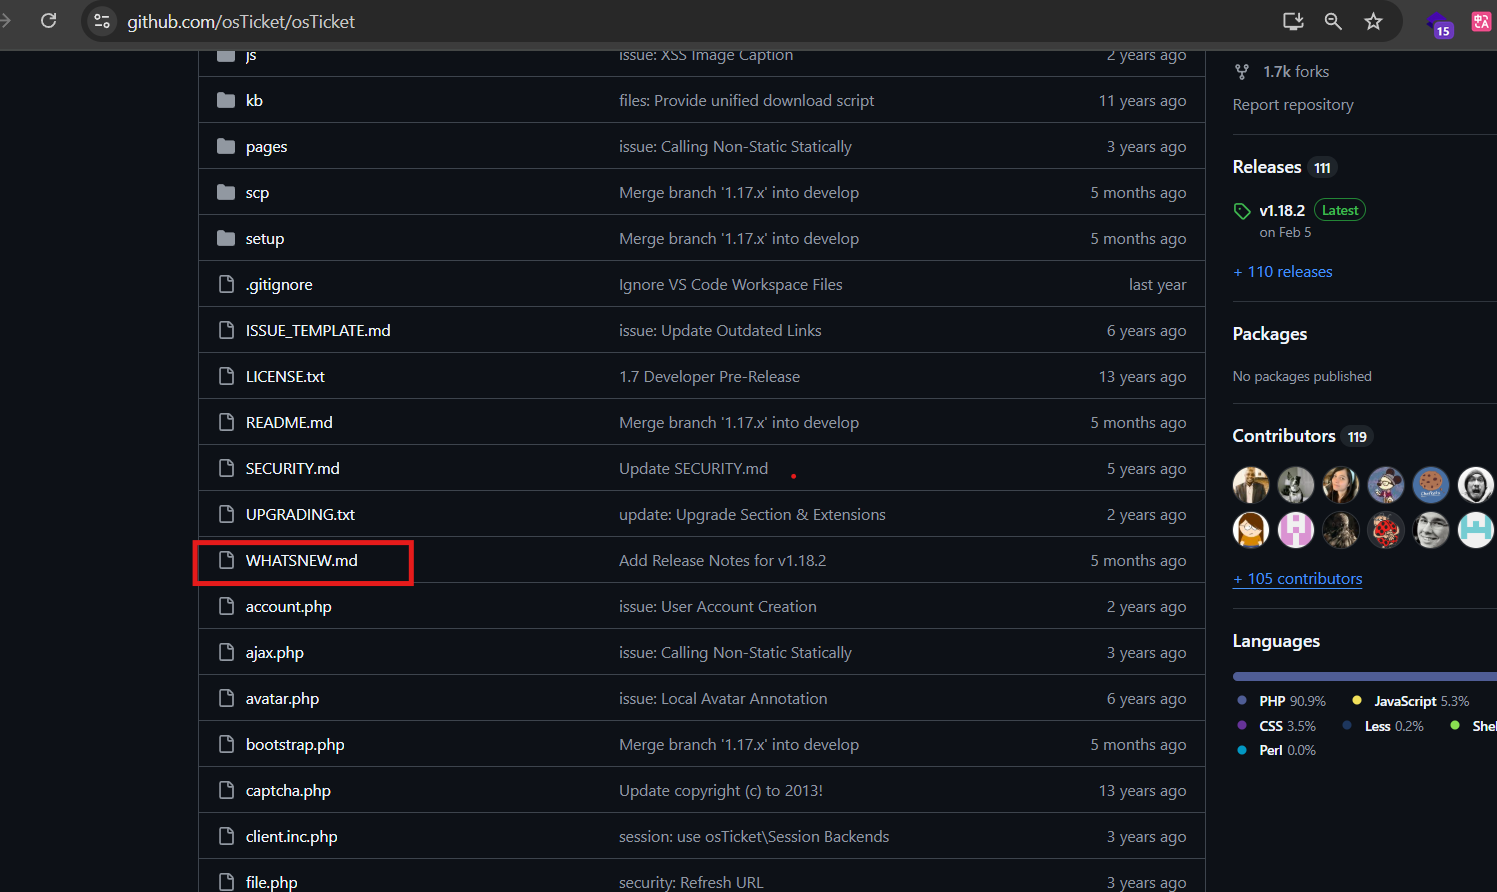 github.com/osTicket/osTicket
15
js issue: XSS Image Caption 2 years ago
kb files: Provide unified download script 11 years ago
pages issue: Calling Non-Static Statically 3 years ago
scp Merge branch '1.17.x' into develop 5 months ago
setup Merge branch '1.17.x' into develop 5 months ago
.gitignore Ignore VS Code Workspace Files last year
ISSUE_TEMPLATE.md issue: Update Outdated Links 6 years ago
LICENSE.txt 1.7 Developer Pre-Release 13 years ago
README.md Merge branch '1.17.x' into develop 5 months ago
SECURITY.md Update SECURITY.md 5 years ago
UPGRADING.txt update: Upgrade Section & Extensions 2 years ago
WHATSNEW.md Add Release Notes for v1.18.2 5 months ago
account.php issue: User Account Creation 2 years ago
ajax.php issue: Calling Non-Static Statically 3 years ago
avatar.php issue: Local Avatar Annotation 6 years ago
bootstrap.php Merge branch '1.17.x' into develop 5 months ago
captcha.php Update copyright (c) to 2013! 13 years ago
client.inc.php session: use osTicket\Session Backends 3 years ago
file.php security: Refresh URL 3 years ago
1.7k forks
Report repository
Releases 111
v1.18.2 Latest
on Feb 5
+ 110 releases
Packages
No packages published
Contributors 119
+ 105 contributors
Languages
PHP 90.9% JavaScript 5.3%
CSS 3.5% Less 0.2% Shel
Perl 0.0%